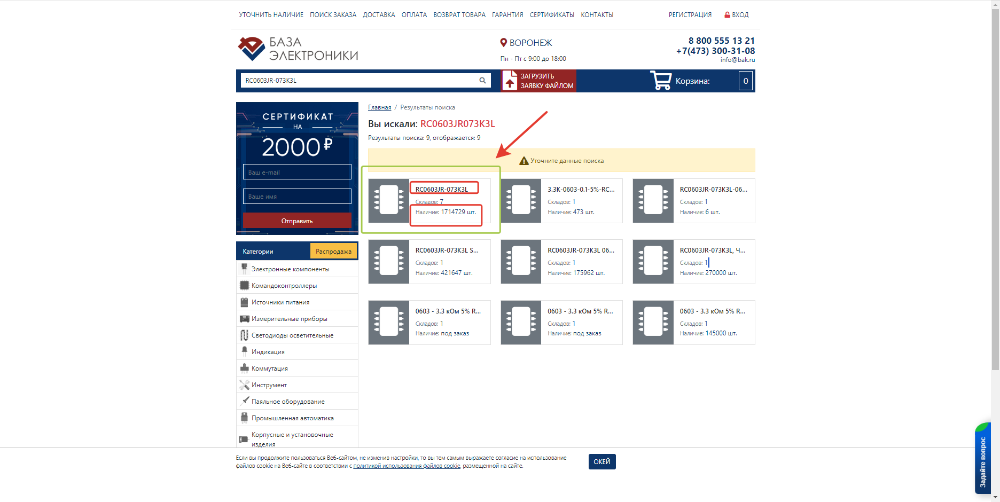 УТОЧНИТЬ НАЛИЧИЕ ПОИСК ЗАКАЗА ДОСТАВКА ОПЛАТА ВОЗВРАТ ТОВАРА ГАРАНТИЯ СЕРТИФИКАТЫ КОНТАКТЫ РЕГИСТРАЦИЯ ВХОД
БАЗА
ЭЛЕКТРОНИКИ
ВОРОНЕЖ
Пн - Пт с 9:00 до 18:00
8 800 555 13 21
+7(473) 300-31-08
info@bak.ru
RC0603JR-073K3L
ЗАГРУЗИТЬ
ЗАЯВКУ ФАЙЛОМ
Корзина: 0
СЕРТИФИКАТ
НА
2000 ₽
Ваш e-mail
Ваше имя
Отправить
Категории Распродажа
Электронные компоненты
Командоконтроллеры
Источники питания
Измерительные приборы
Светодиоды осветительные
Индикация
Коммутация
Инструмент
Паяльное оборудование
Промышленная автоматика
Корпусные и установочные
изделия
Главная / Результаты поиска
Вы искали: RC0603JR073K3L
Результаты поиска: 9, отображается: 9
Уточните данные поиска
RC0603JR-073K3L
Складов: 7
Наличие: 1714729 шт.
3.3K-0603-0.1-5%-RC...
Складов: 1
Наличие: 473 шт.
RC0603JR-073K3L-06...
Складов: 1
Наличие: 6 шт.
RC0603JR-073K3L S...
Складов: 1
Наличие: 421647 шт.
RC0603JR-073K3L 06...
Складов: 1
Наличие: 175962 шт.
RC0603JR-073K3L, Ч...
Складов: 1
Наличие: 270000 шт.
0603 - 3.3 кОм 5% R...
Складов: 1
Наличие: под заказ
0603 - 3.3 кОм 5% R...
Складов: 1
Наличие: под заказ
0603 - 3.3 кОм 5% R...
Складов: 1
Наличие: 145000 шт.
Задайте вопрос
Если вы продолжите пользоваться Веб-сайтом, не изменив настройки, то вы тем самым выражаете согласие на использование
файлов cookie на Веб-сайте в соответствии с политикой использования файлов cookie, размещенной на сайте.
ОКЕЙ